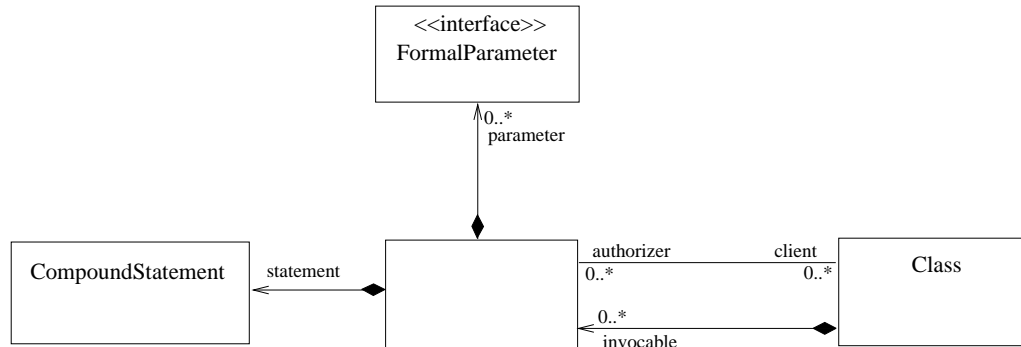 <<interface>>
FormalParameter
0..*
parameter
CompoundStatement
statement
authorizer
client
0..*
0..*
Class
0..*
invocable